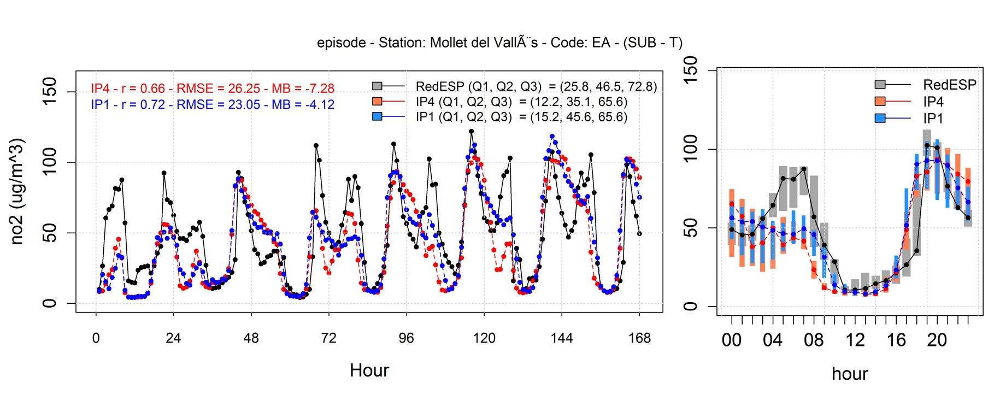 episode - Station: Mollet del VallÃ¨s - Code: EA - (SUB - T)
IP4 - r = 0.66 - RMSE = 26.25 - MB = -7.28
IP1 - r = 0.72 - RMSE = 23.05 - MB = -4.12
RedESP (Q1, Q2, Q3) = (25.8, 46.5, 72.8)
IP4 (Q1, Q2, Q3) = (12.2, 35.1, 65.6)
IP1 (Q1, Q2, Q3) = (15.2, 45.6, 65.6)
no2 (ug/m^3)
150
100
50
0
0 24 48 72 96 120 144 168
Hour
RedESP
IP4
IP1
150
100
50
0
00 04 08 12 16 20
hour